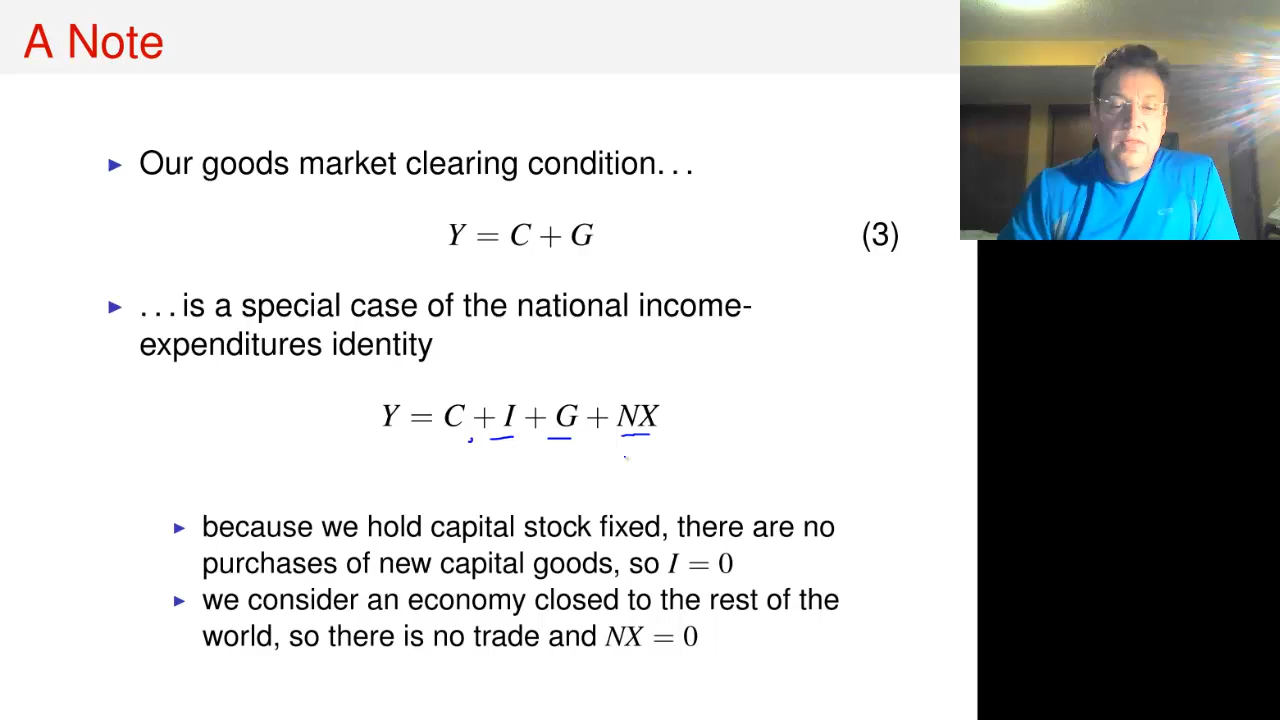 A Note
▸ Our goods market clearing condition. . .
Y = C + G (3)
▸ . . . is a special case of the national income-
expenditures identity
Y = C + I + G + NX
▸ because we hold capital stock fixed, there are no
purchases of new capital goods, so I = 0
▸ we consider an economy closed to the rest of the
world, so there is no trade and NX = 0